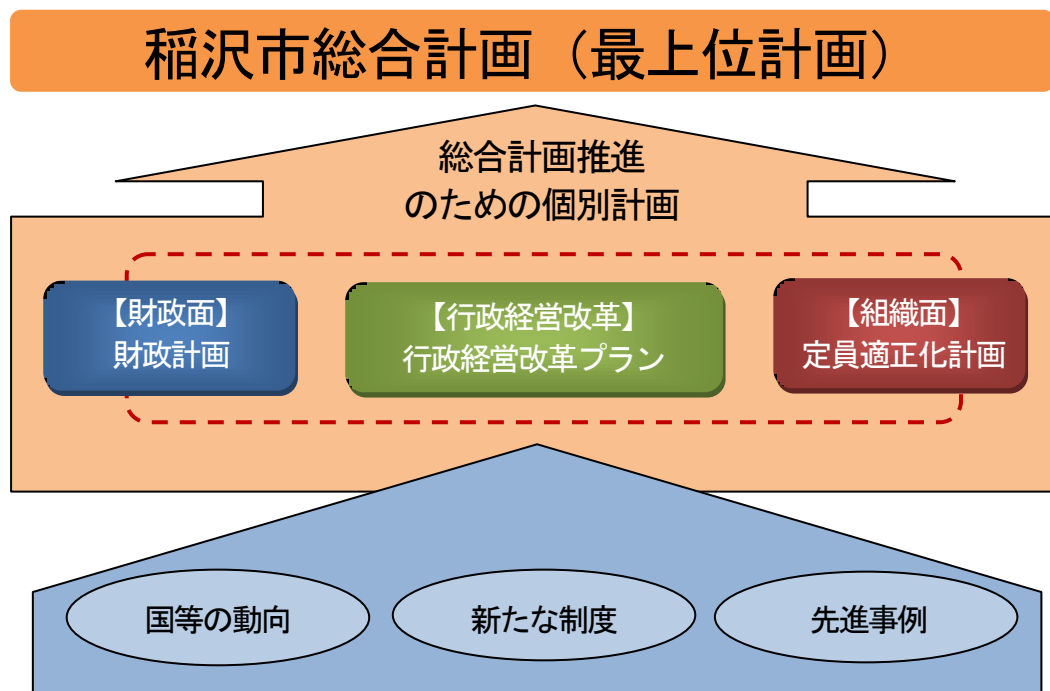 稲沢市総合計画（最上位計画）
総合計画推進
のための個別計画
【財政面】
財政計画
【行政経営改革】
行政経営改革プラン
【組織面】
定員適正化計画
国等の動向
新たな制度
先進事例